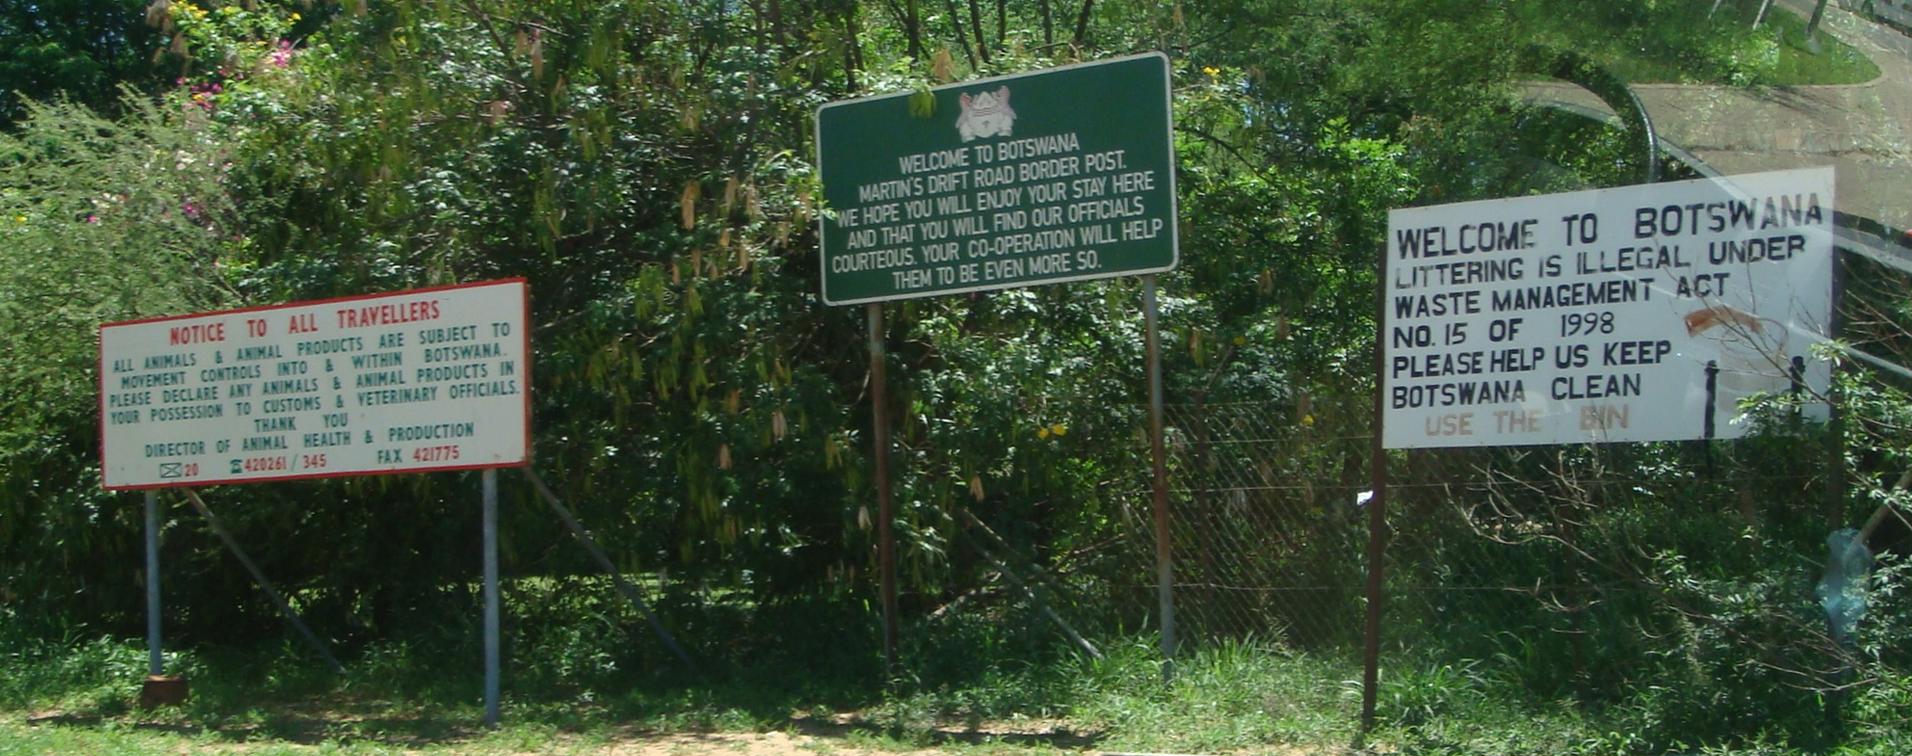 NOTICE TO ALL TRAVELLERS
ALL ANIMALS & ANIMAL PRODUCTS ARE SUBJECT TO
MOVEMENT CONTROLS INTO & WITHIN BOTSWANA.
PLEASE DECLARE ANY ANIMALS & ANIMAL PRODUCTS IN
YOUR POSSESSION TO CUSTOMS & VETERINARY OFFICIALS.
THANK YOU
DIRECTOR OF ANIMAL HEALTH & PRODUCTION
20 420261 / 345 FAX 421775
WELCOME TO BOTSWANA
MARTIN'S DRIFT ROAD BORDER POST.
WE HOPE YOU WILL ENJOY YOUR STAY HERE
AND THAT YOU WILL FIND OUR OFFICIALS
COURTEOUS. YOUR CO-OPERATION WILL HELP
THEM TO BE EVEN MORE SO.
WELCOME TO BOTSWANA
LITTERING IS ILLEGAL UNDER
WASTE MANAGEMENT ACT
NO. 15 OF 1998
PLEASE HELP US KEEP
BOTSWANA CLEAN
USE THE BIN